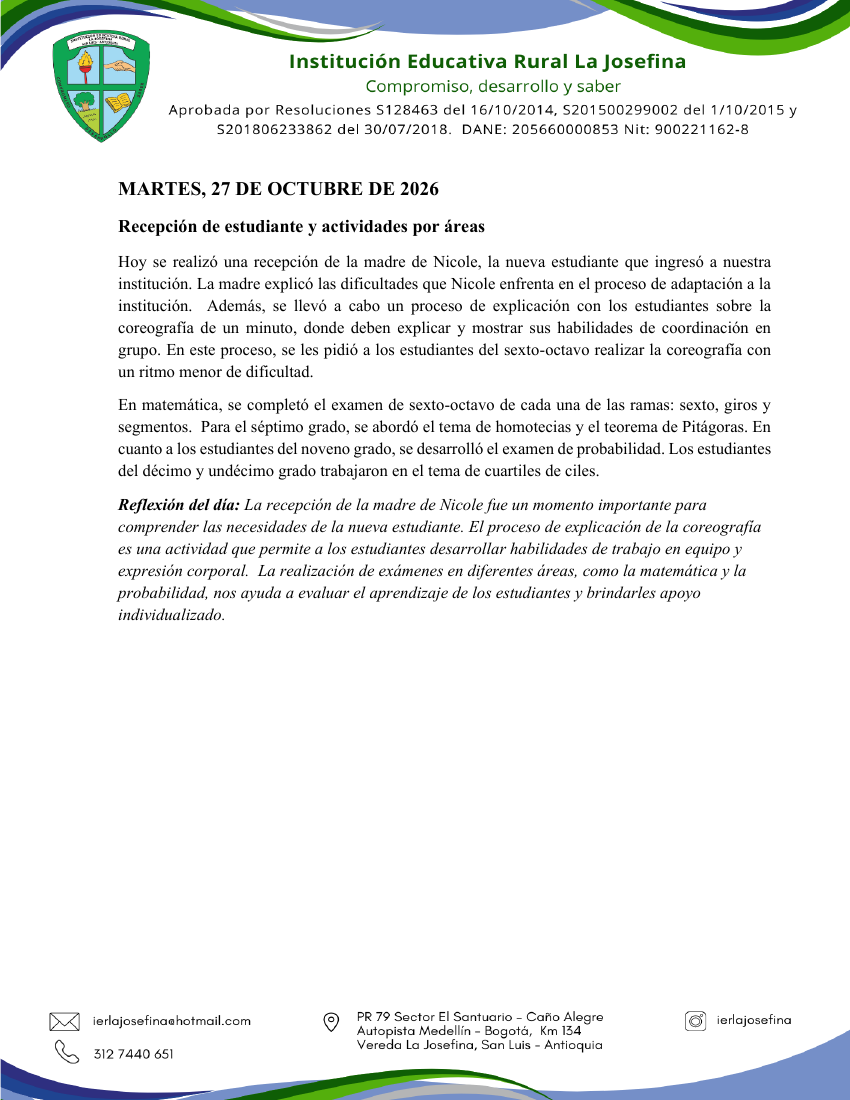 Institución Educativa Rural La Josefina
Compromiso, desarrollo y saber
Aprobada por Resoluciones S128463 del 16/10/2014, S201500299002 del 1/10/2015 y
S201806233862 del 30/07/2018.  DANE: 205660000853 Nit: 900221162-8
MARTES, 27 DE OCTUBRE DE 2026
Recepción de estudiante y actividades por áreas
Hoy se realizó una recepción de la madre de Nicole, la nueva estudiante que ingresó a nuestra
institución. La madre explicó las dificultades que Nicole enfrenta en el proceso de adaptación a la
institución.  Además, se llevó a cabo un proceso de explicación con los estudiantes sobre la
coreografía de un minuto, donde deben explicar y mostrar sus habilidades de coordinación en
grupo. En este proceso, se les pidió a los estudiantes del sexto-octavo realizar la coreografía con
un ritmo menor de dificultad.
En matemática, se completó el examen de sexto-octavo de cada una de las ramas: sexto, giros y
segmentos.  Para el séptimo grado, se abordó el tema de homotecias y el teorema de Pitágoras. En
cuanto a los estudiantes del noveno grado, se desarrolló el examen de probabilidad. Los estudiantes
del décimo y undécimo grado trabajaron en el tema de cuartiles de ciles.
Reflexión del día: La recepción de la madre de Nicole fue un momento importante para
comprender las necesidades de la nueva estudiante. El proceso de explicación de la coreografía
es una actividad que permite a los estudiantes desarrollar habilidades de trabajo en equipo y
expresión corporal.  La realización de exámenes en diferentes áreas, como la matemática y la
probabilidad, nos ayuda a evaluar el aprendizaje de los estudiantes y brindarles apoyo
individualizado.
ierlajosefina@hotmail.com
312 7440 651
PR 79 Sector El Santuario - Caño Alegre
Autopista Medellín - Bogotá,  Km 134
Vereda La Josefina, San Luis - Antioquia
ierlajosefina